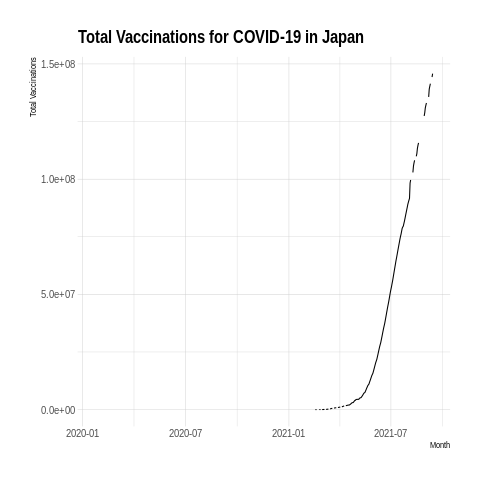 Total Vaccinations for COVID-19 in Japan
Total Vaccinations
1.5e+08
1.0e+08
5.0e+07
0.0e+00
2020-01 2020-07 2021-01 2021-07
Month